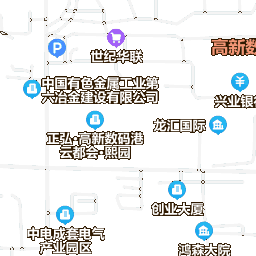 P
世纪华联
高新数
中国有色金属工业第
六冶金建设有限公司
兴业银
正弘·高新数码港
云都会·熙园
龙汇国际
创业大厦
中电成套电气
产业园区
鸿森大院